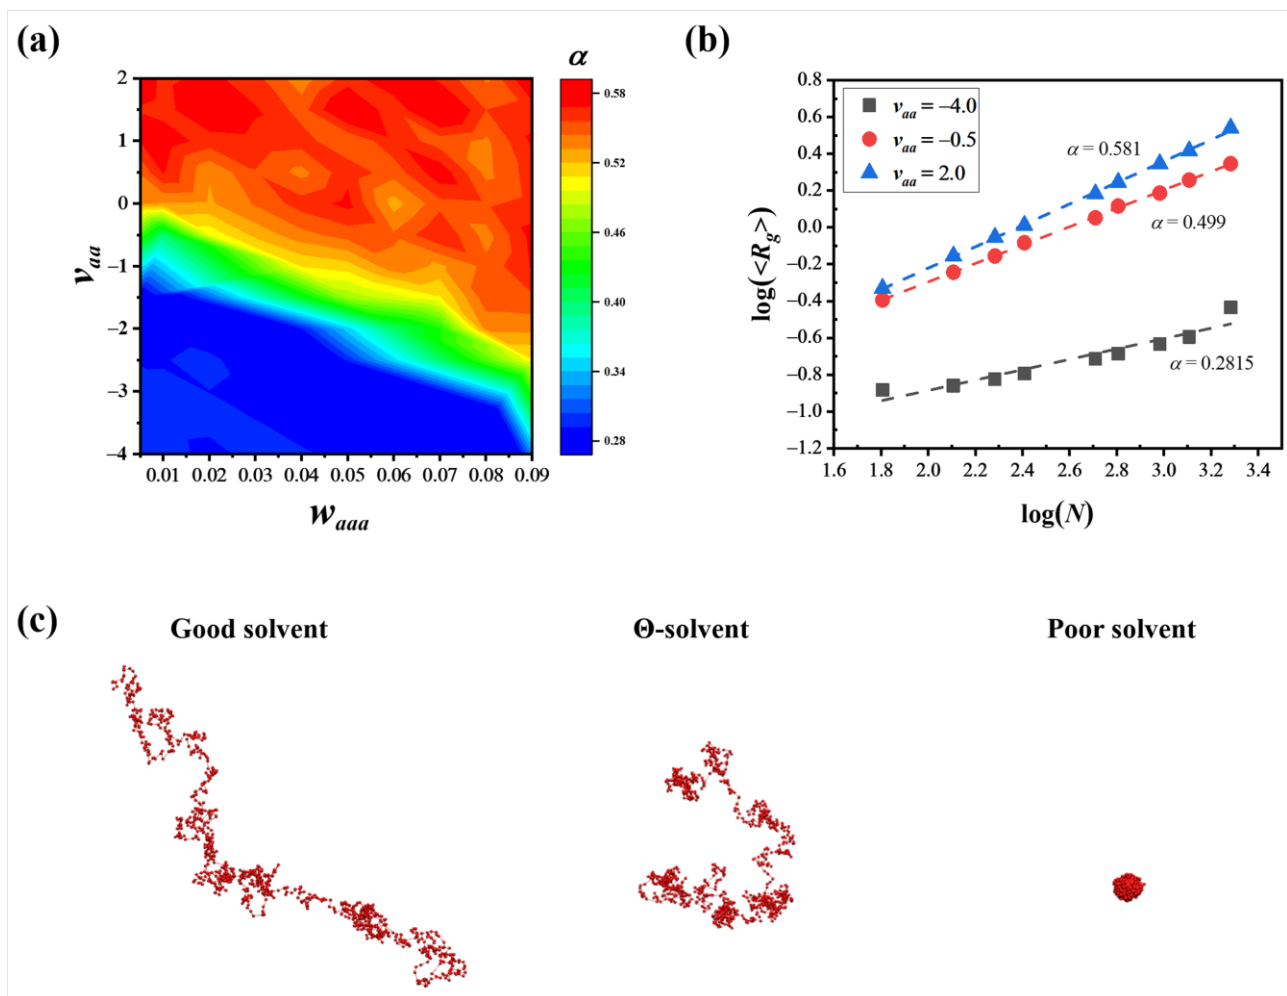 (a)
α
2
1
0
−1
−2
−3
−4
v_aa
0.01 0.02 0.03 0.04 0.05 0.06 0.07 0.08 0.09
w_aaa
0.58
0.52
0.46
0.40
0.34
0.28
(b)
0.8
0.6
0.4
0.2
0.0
−0.2
−0.4
−0.6
−0.8
−1.0
−1.2
log(<R_g>)
v_aa = −4.0
v_aa = −0.5
v_aa = 2.0
α = 0.581
α = 0.499
α = 0.2815
1.6 1.8 2.0 2.2 2.4 2.6 2.8 3.0 3.2 3.4
log(N)
(c)
Good solvent
Θ-solvent
Poor solvent